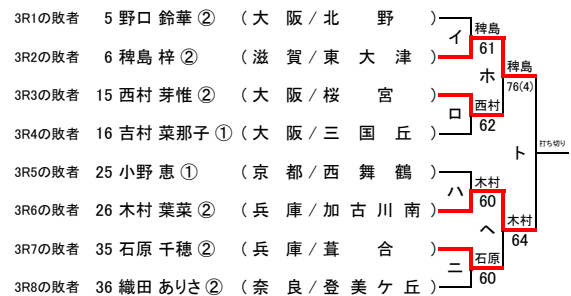 3R1の敗者 5 野口 鈴華 ② ( 大 阪 / 北 野 )
イ 稗島
61
3R2の敗者 6 稗島 梓 ② ( 滋 賀 / 東 大 津 )
ホ 稗島
76(4)
3R3の敗者 15 西村 芽惟 ② ( 大 阪 / 桜 宮 )
ロ 西村
62
3R4の敗者 16 吉村 菜那子 ① ( 大 阪 / 三 国 丘 )
ト 打ち切り
3R5の敗者 25 小野 恵 ① ( 京 都 / 西 舞 鶴 )
ハ 木村
60
3R6の敗者 26 木村 葉菜 ② ( 兵 庫 / 加 古 川 南 )
ヘ 木村
64
3R7の敗者 35 石原 千穂 ② ( 兵 庫 / 葺 合 )
ニ 石原
60
3R8の敗者 36 織田 ありさ ② ( 奈 良 / 登 美 ケ 丘 )